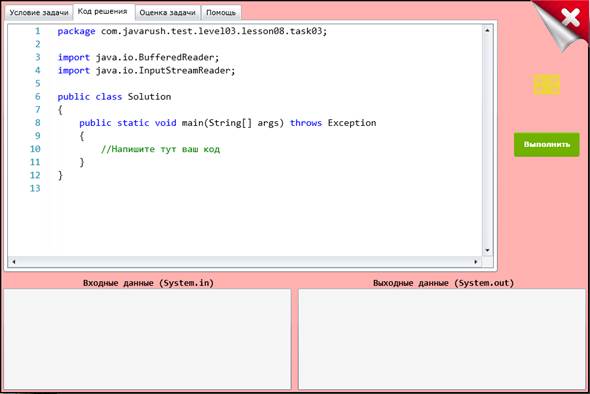 Условие задачи Код решения Оценка задачи Помощь
1 package com.javarush.test.level03.lesson08.task03;
2
3 import java.io.BufferedReader;
4 import java.io.InputStreamReader;
5
6 public class Solution
7 {
8 public static void main(String[] args) throws Exception
9 {
10 //Напишите тут ваш код
11 }
12 }
13
Выполнить
Входные данные (System.in) Выходные данные (System.out)